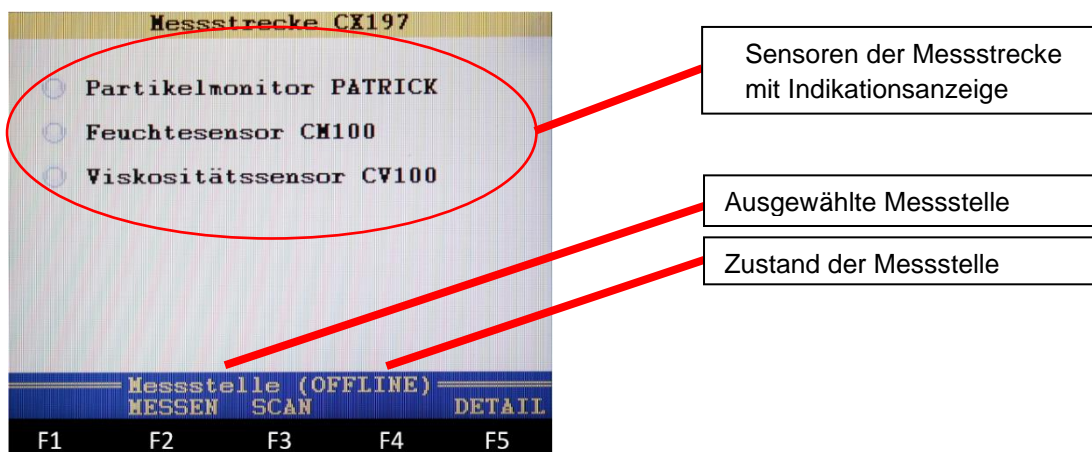 Messstrecke CX197
Partikelmonitor PATRICK
Feuchtesensor CM100
Viskositätssensor CV100
Messstelle (OFFLINE)
MESSEN SCAN DETAIL
F1 F2 F3 F4 F5
Sensoren der Messstrecke
mit Indikationsanzeige
Ausgewählte Messstelle
Zustand der Messstelle